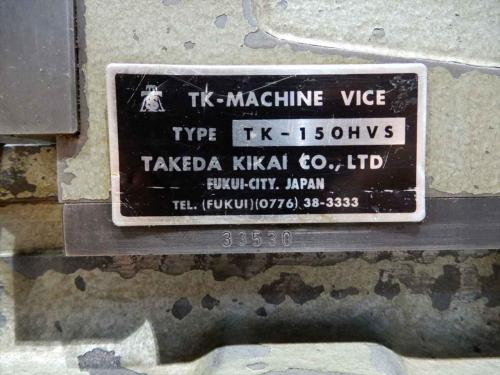 TK-MACHINE VICE
TYPE TK-150HVS
TAKEDA KIKAI CO., LTD
FUKUI-CITY. JAPAN
TEL. (FUKUI)(0776) 38-3333
33530